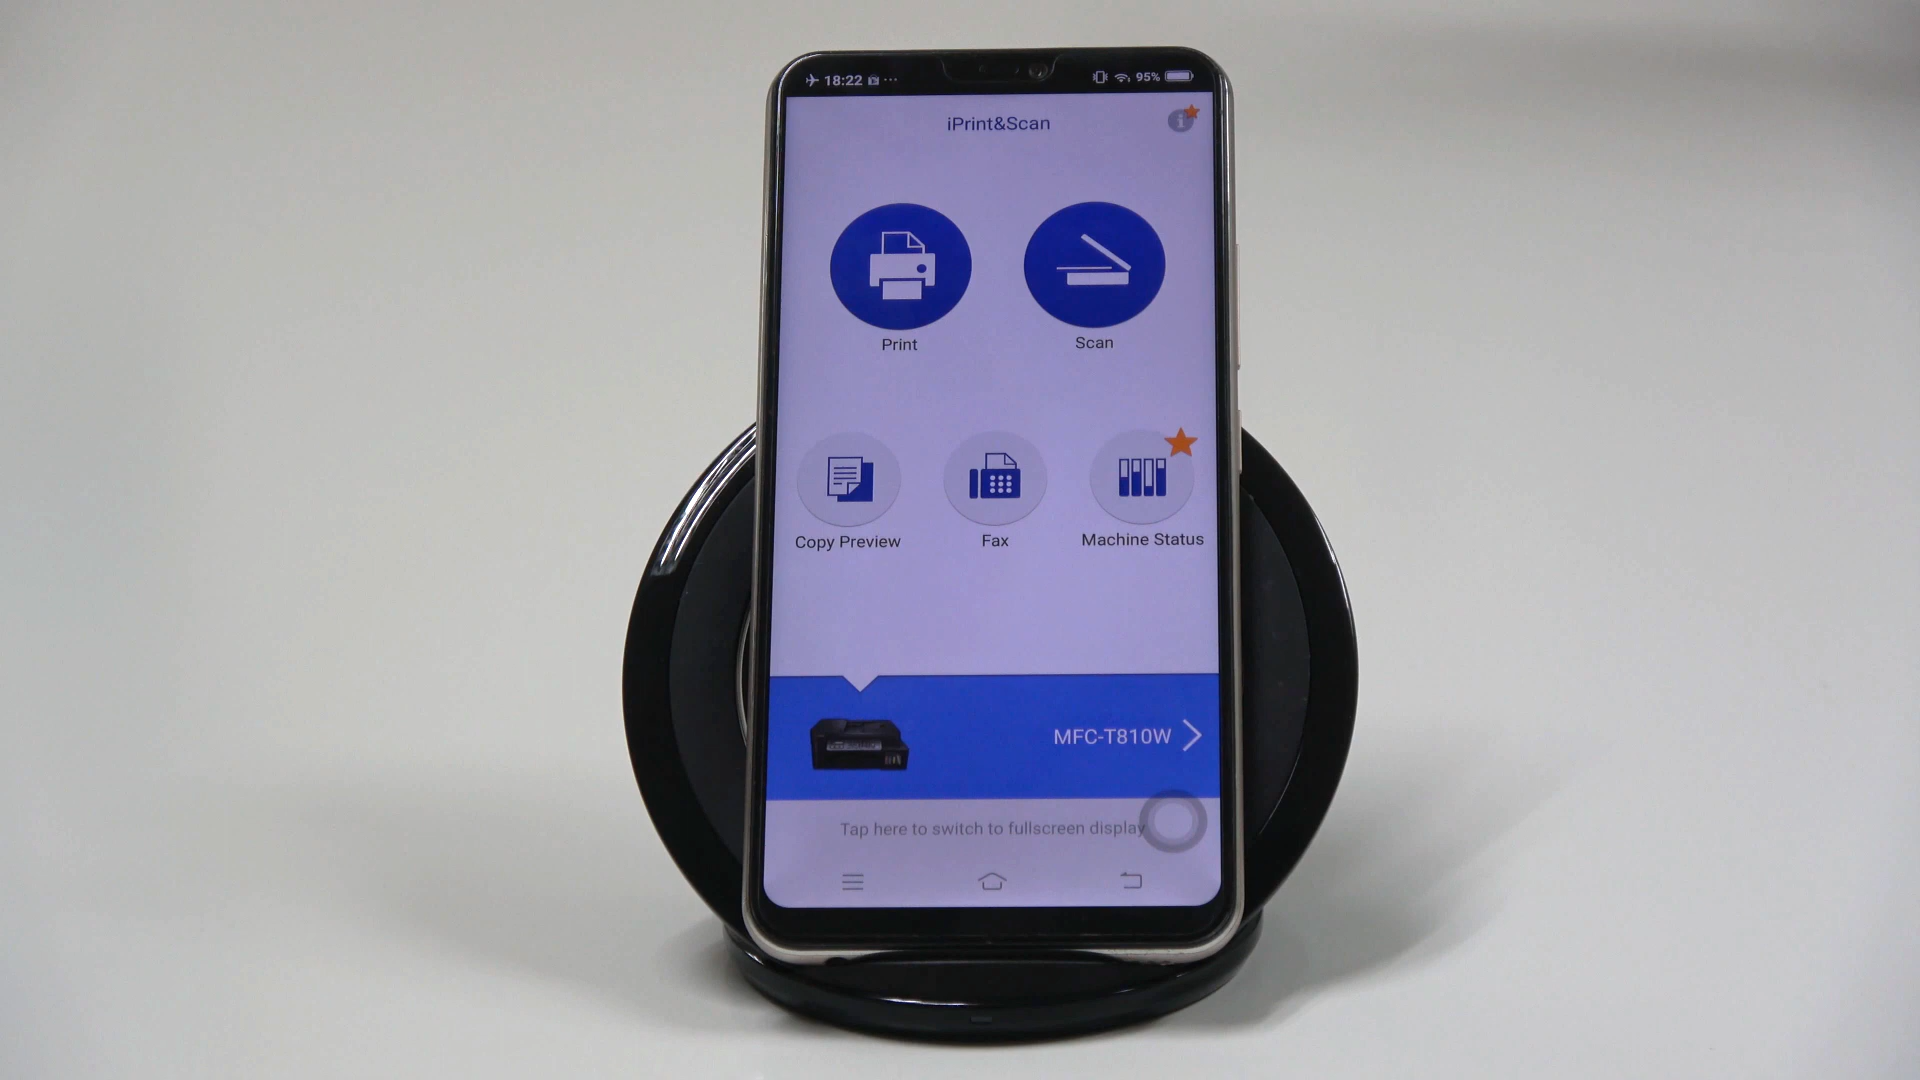 18:22 ... 95%
iPrint&Scan
Print Scan
Copy Preview Fax Machine Status
MFC-T810W
Tap here to switch to fullscreen display